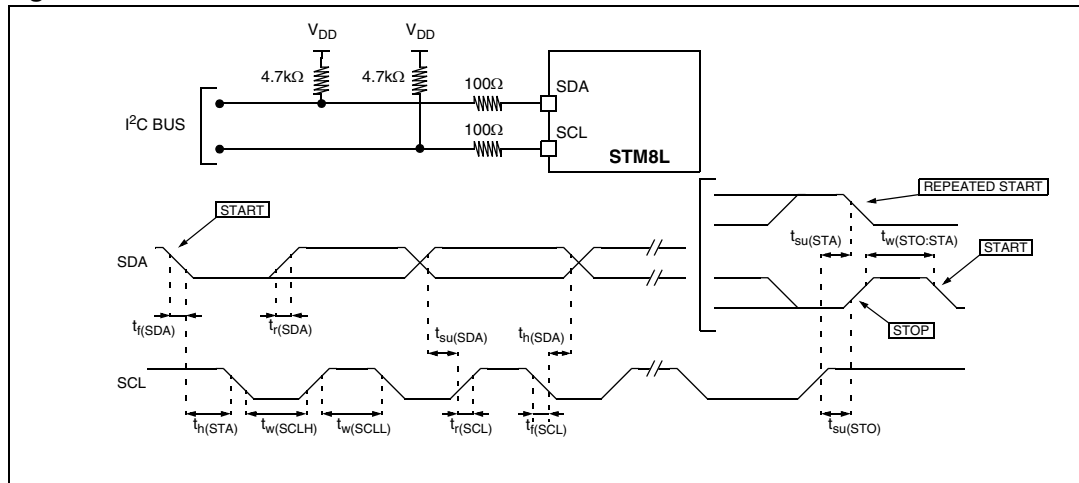 V_DD V_DD
4.7kΩ 4.7kΩ 100Ω
SDA
I²C BUS
100Ω
SCL
STM8L
REPEATED START
START
t_su(STA) t_w(STO:STA)
START
SDA
STOP
t_f(SDA) t_r(SDA)
t_su(SDA) t_h(SDA)
SCL
t_h(STA) t_w(SCLH) t_w(SCLL) t_r(SCL) t_f(SCL) t_su(STO)